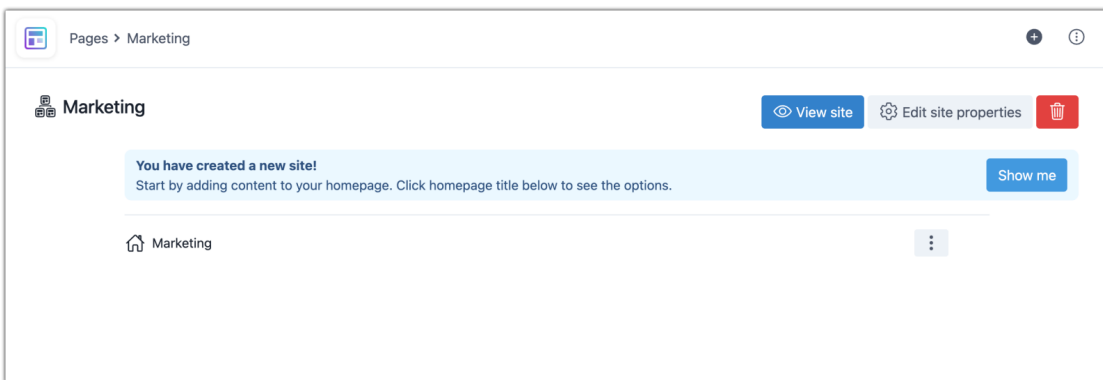 Pages > Marketing
Marketing
View site
Edit site properties
You have created a new site!
Start by adding content to your homepage. Click homepage title below to see the options.
Show me
Marketing